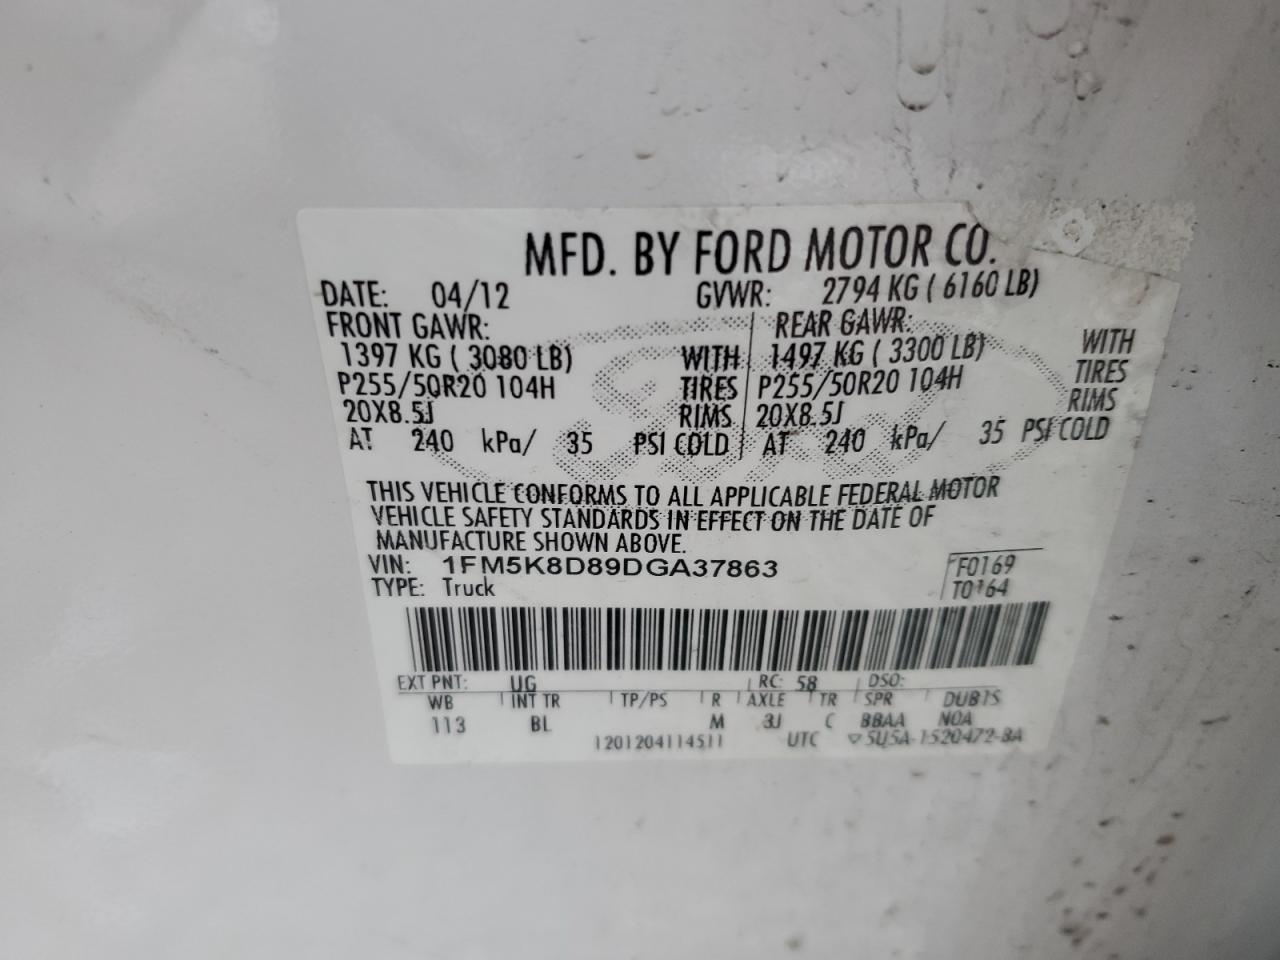 MFD. BY FORD MOTOR CO.
DATE: 04/12 GVWR: 2794 KG ( 6160 LB)
FRONT GAWR: REAR GAWR:
1397 KG ( 3080 LB) WITH 1497 KG ( 3300 LB) WITH
P255/50R20 104H TIRES P255/50R20 104H TIRES
20X8.5J RIMS 20X8.5J RIMS
AT 240 kPa/ 35 PSI COLD AT 240 kPa/ 35 PSI COLD
THIS VEHICLE CONFORMS TO ALL APPLICABLE FEDERAL MOTOR
VEHICLE SAFETY STANDARDS IN EFFECT ON THE DATE OF
MANUFACTURE SHOWN ABOVE.
VIN: 1FM5K8D89DGA37863 F0169
TYPE: Truck T0164
EXT PNT: UG RC: 58 DSO:
WB INT TR TP/PS R AXLE TR SPR
113 BL M 3J C BBAA NOA
1201204114511 UTC ▽5U5A-1520472-BA